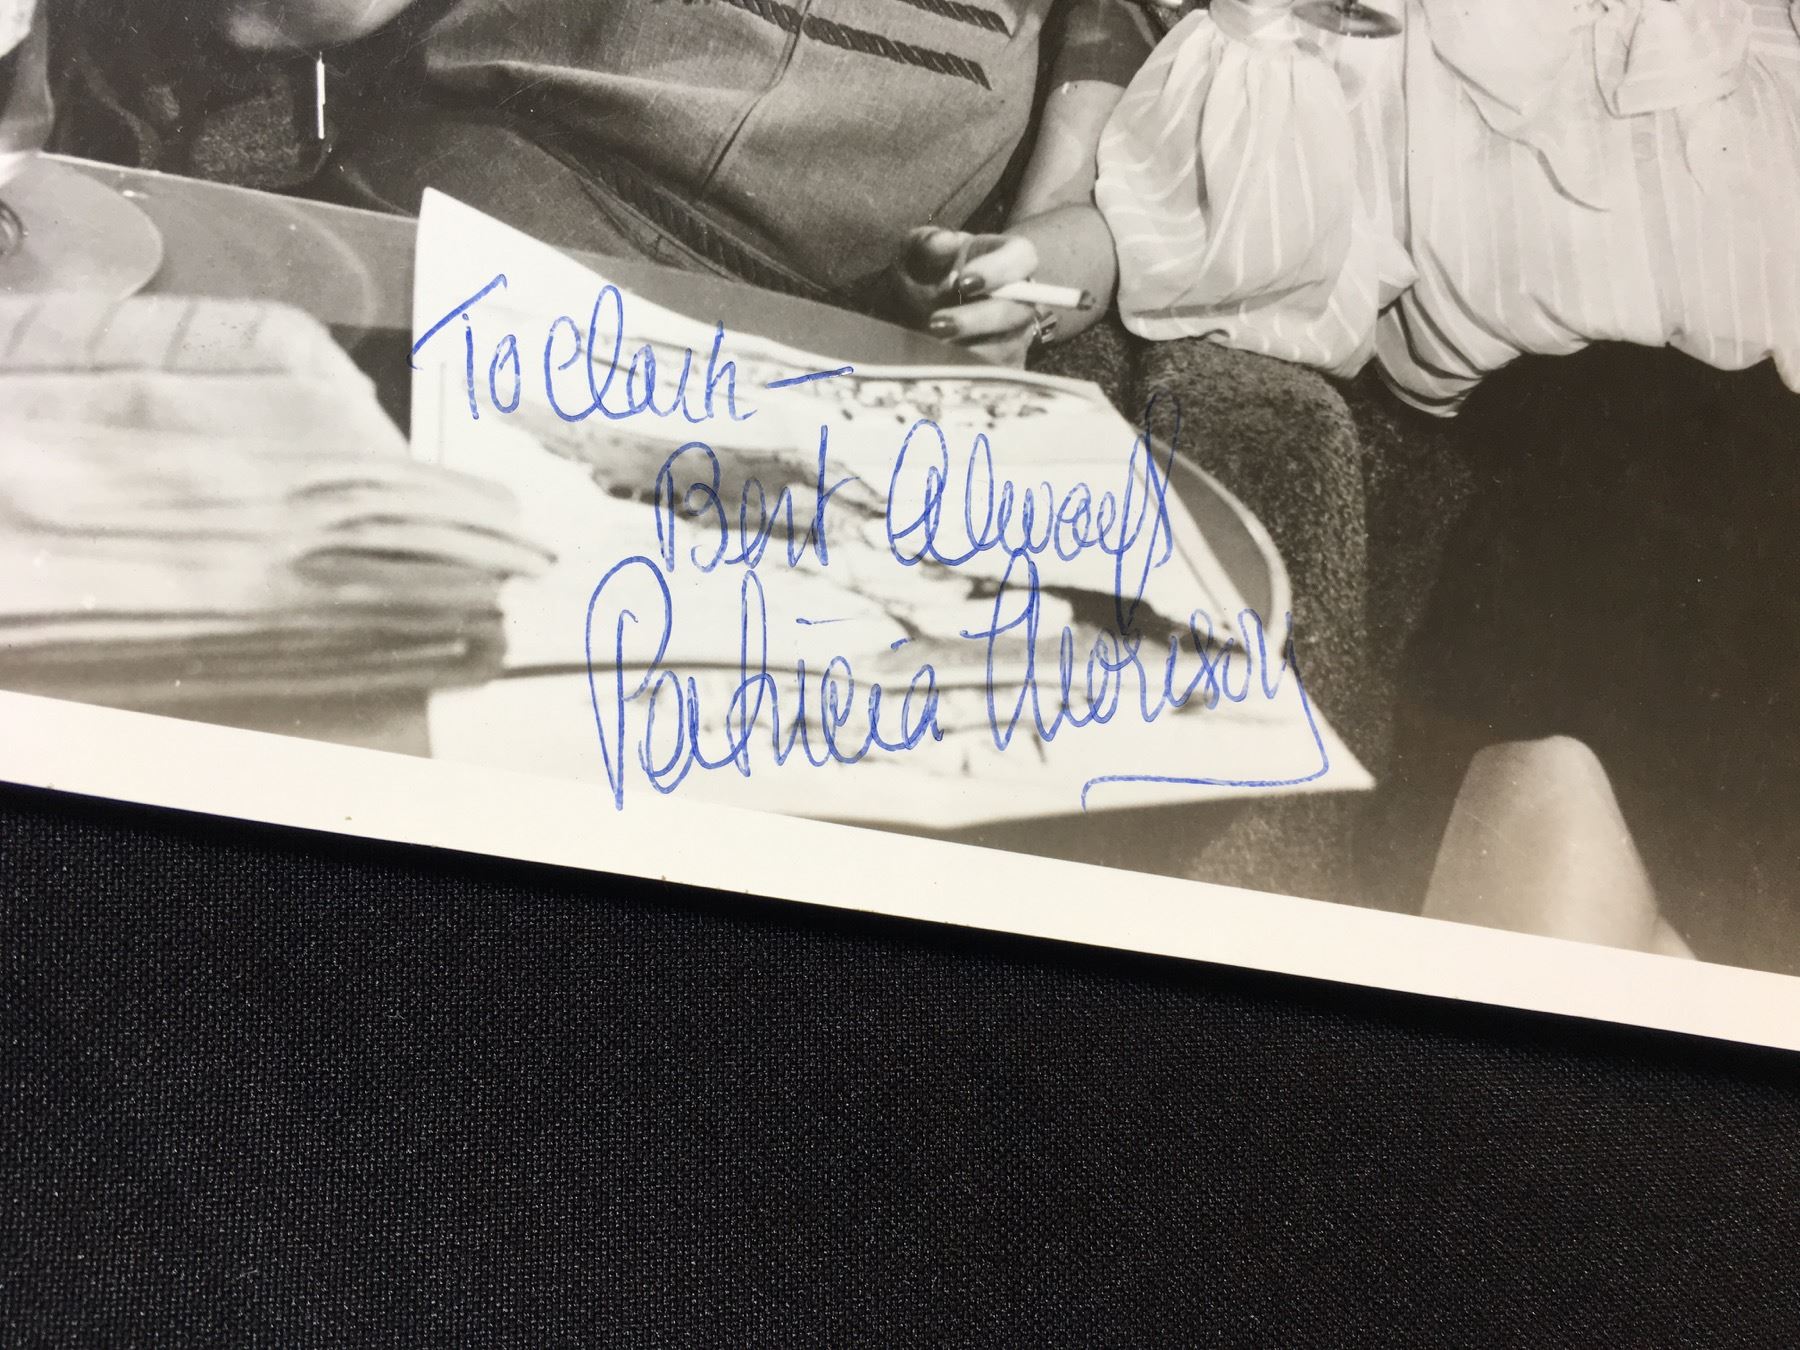 To Clark —
Best Always
Patricia Morison